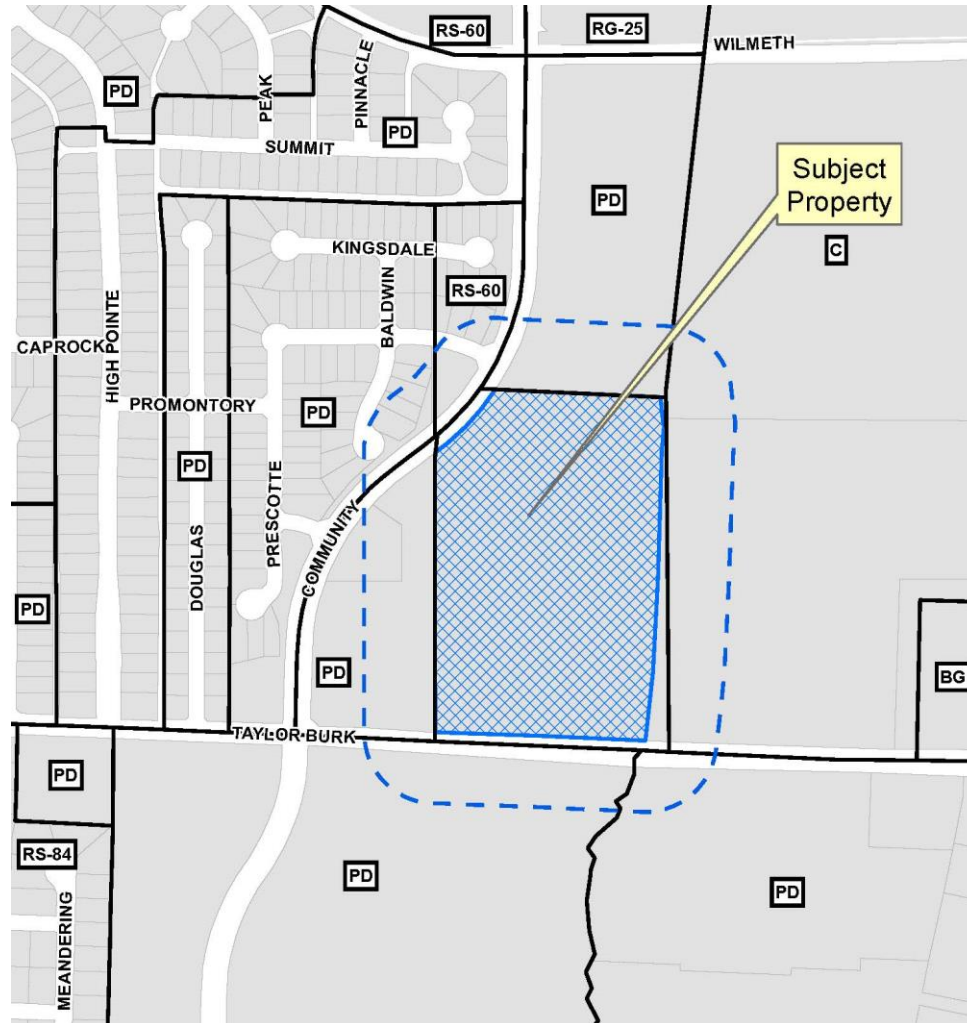 RS-60
RG-25
WILMETH
PD
PEAK
PINNACLE
PD
SUMMIT
Subject
Property
PD
C
KINGSDALE
RS-60
BALDWIN
CAPROCK
HIGH POINTE
PROMONTORY
PD
PD
DOUGLAS
PRESCOTTE
COMMUNITY
PD
PD
BG
TAYLOR BURK
PD
RS-84
MEANDERING
PD
PD